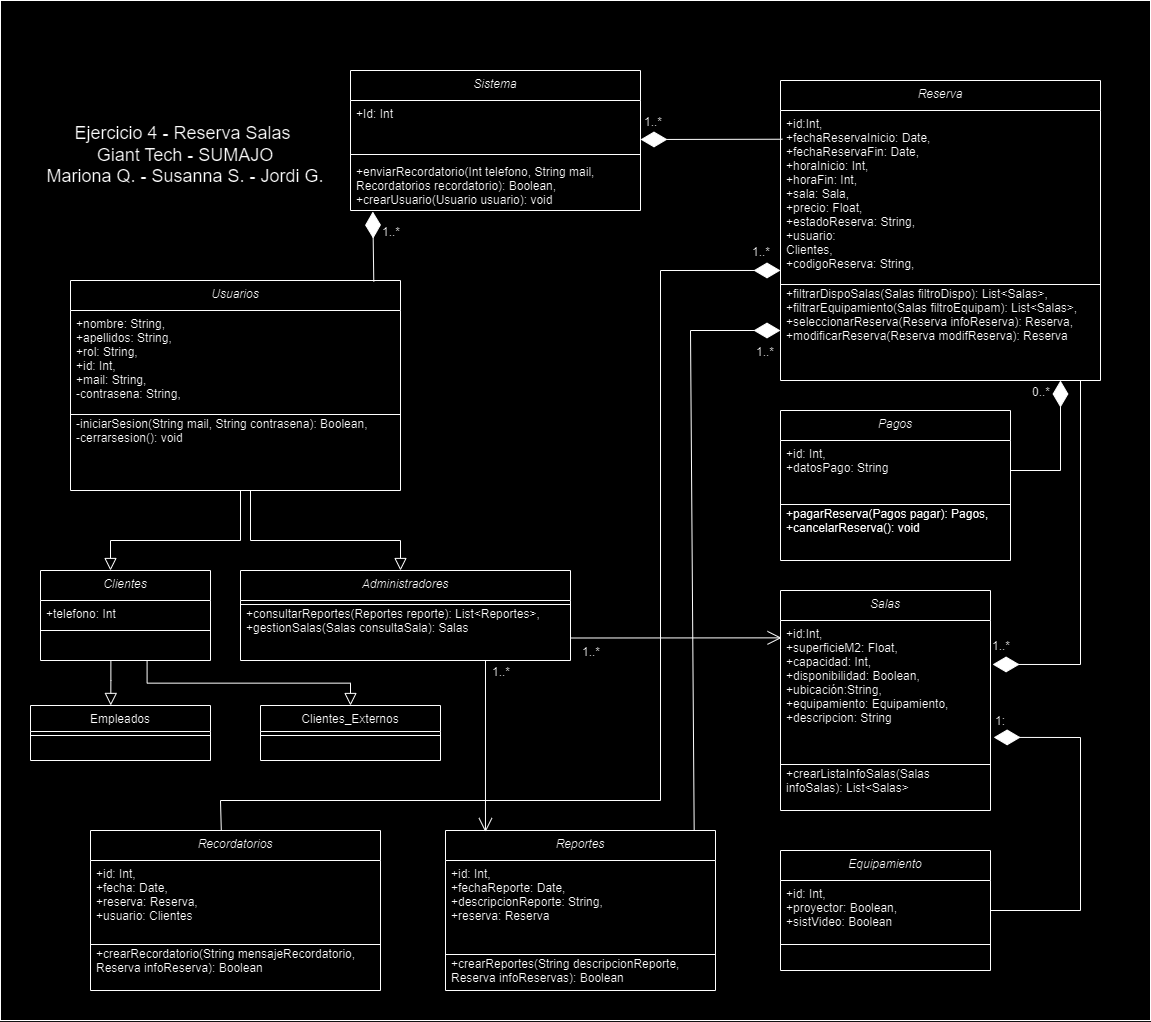 Ejercicio 4 - Reserva Salas
Giant Tech - SUMAJO
Mariona Q. - Susanna S. - Jordi G.
Sistema
+Id: Int
+enviarRecordatorio(Int telefono, String mail,
Recordatorios recordatorio): Boolean,
+crearUsuario(Usuario usuario): void
1..*
1..*
Reserva
+id:Int,
+fechaReservaInicio: Date,
+fechaReservaFin: Date,
+horaInicio: Int,
+horaFin: Int,
+sala: Sala,
+precio: Float,
+estadoReserva: String,
+usuario:
Clientes,
+codigoReserva: String,
+filtrarDispoSalas(Salas filtroDispo): List<Salas>,
+filtrarEquipamiento(Salas filtroEquipam): List<Salas>,
+seleccionarReserva(Reserva infoReserva): Reserva,
+modificarReserva(Reserva modifReserva): Reserva
1..*
1..*
0..*
Usuarios
+nombre: String,
+apellidos: String,
+rol: String,
+id: Int,
+mail: String,
-contrasena: String,
-iniciarSesion(String mail, String contrasena): Boolean,
-cerrarsesion(): void
Pagos
+id: Int,
+datosPago: String
+pagarReserva(Pagos pagar): Pagos,
+cancelarReserva(): void
Clientes
+telefono: Int
Administradores
+consultarReportes(Reportes reporte): List<Reportes>,
+gestionSalas(Salas consultaSala): Salas
1..*
1..*
Salas
+id:Int,
+superficieM2: Float,
+capacidad: Int,
+disponibilidad: Boolean,
+ubicación:String,
+equipamiento: Equipamiento,
+descripcion: String
+crearListaInfoSalas(Salas
infoSalas): List<Salas>
1..*
1:
Empleados
Clientes_Externos
Recordatorios
+id: Int,
+fecha: Date,
+reserva: Reserva,
+usuario: Clientes
+crearRecordatorio(String mensajeRecordatorio,
Reserva infoReserva): Boolean
Reportes
+id: Int,
+fechaReporte: Date,
+descripcionReporte: String,
+reserva: Reserva
+crearReportes(String descripcionReporte,
Reserva infoReservas): Boolean
Equipamiento
+id: Int,
+proyector: Boolean,
+sistVideo: Boolean